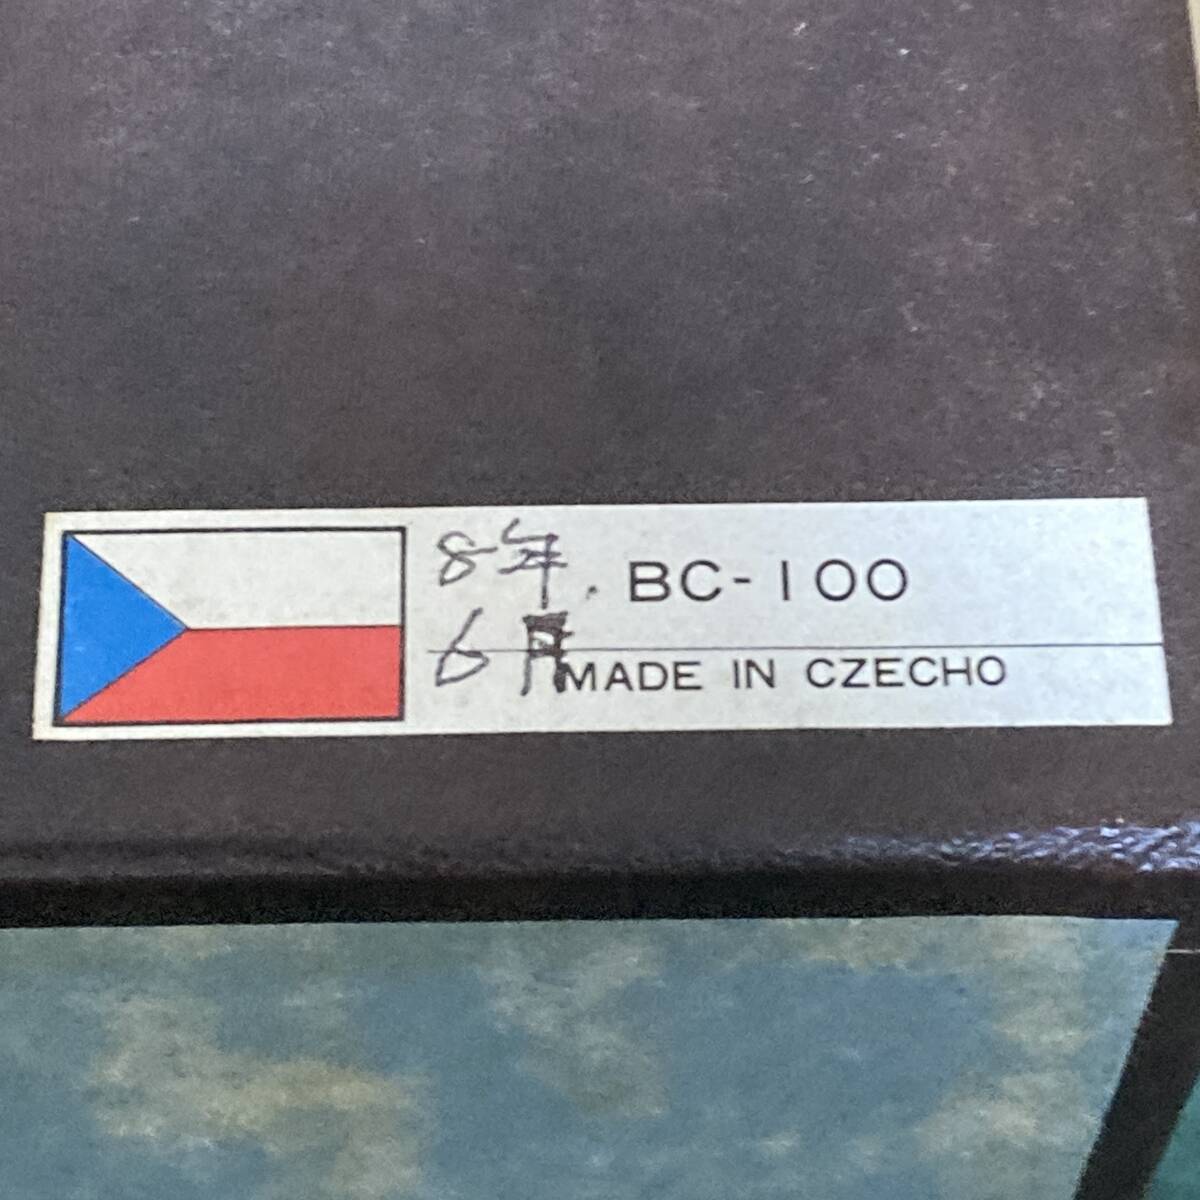 8年. BC-100
6月 MADE IN CZECHO